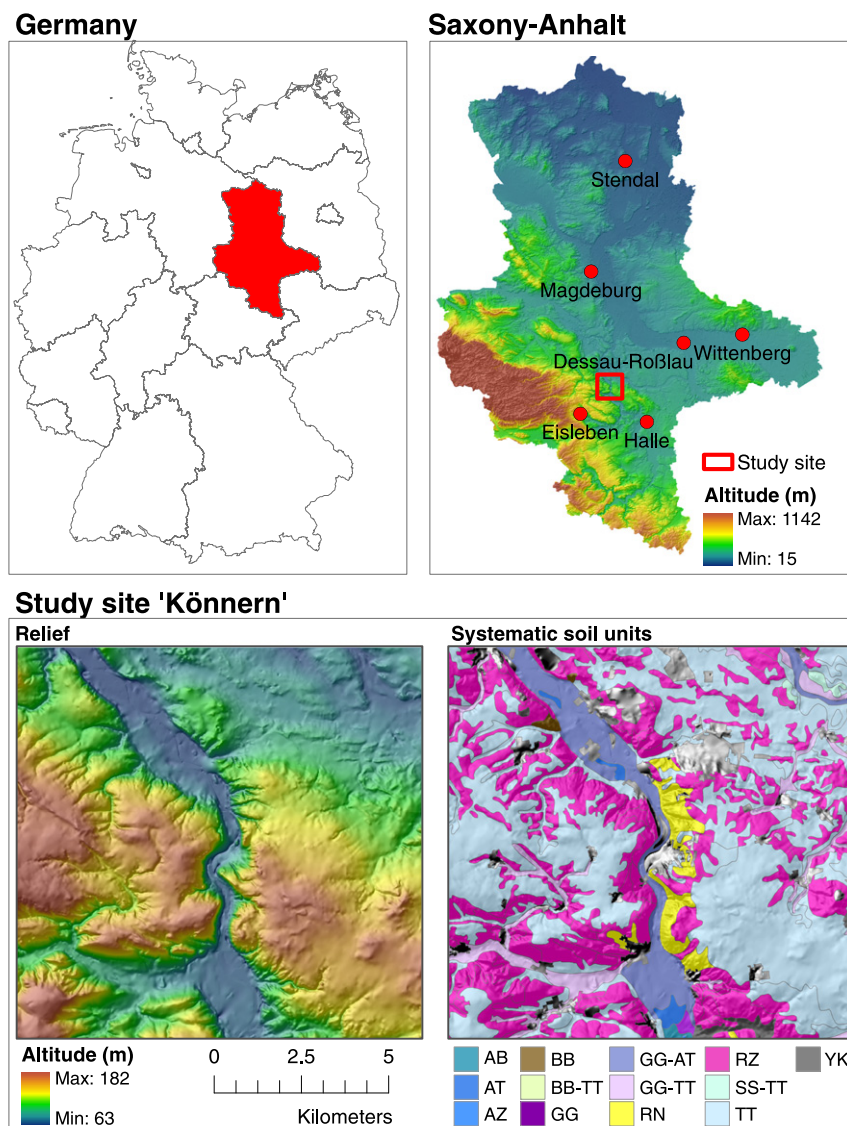 Germany
Saxony-Anhalt
Stendal
Magdeburg
Dessau-Roßlau
Wittenberg
Eisleben
Halle
Study site
Altitude (m)
Max: 1142
Min: 15
Study site 'Könnern'
Relief
Systematic soil units
Altitude (m)
Max: 182
Min: 63
0 2.5 5
Kilometers
AB BB GG-AT RZ YK
AT BB-TT GG-TT SS-TT
AZ GG RN TT